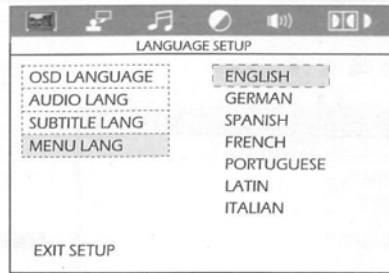 LANGUAGE SETUP
OSD LANGUAGE
AUDIO LANG
SUBTITLE LANG
MENU LANG
ENGLISH
GERMAN
SPANISH
FRENCH
PORTUGUESE
LATIN
ITALIAN
EXIT SETUP